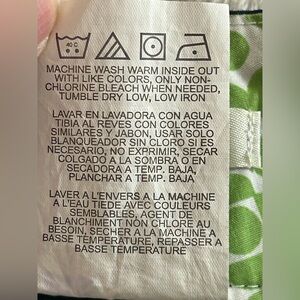 40 C
MACHINE WASH WARM INSIDE OUT
WITH LIKE COLORS, ONLY NON-
CHLORINE BLEACH WHEN NEEDED,
TUMBLE DRY LOW, LOW IRON
LAVAR EN LAVADORA CON AGUA
TIBIA AL REVES CON COLORES
SIMILARES Y JABON, USAR SOLO
BLANQUEADOR SIN CLORO SI ES
NECESARIO, NO EXPRIMIR, SECAR
COLGADO A LA SOMBRA O EN
SECADORA A TEMP. BAJA,
PLANCHAR A TEMP. BAJA
LAVER À L'ENVERS A LA MACHINE
A L'EAU TIEDE AVEC COULEURS
SEMBLABLES, AGENT DE
BLANCHIMENT NON CHLORE AU
BESOIN, SECHER A LA MACHINE A
BASSE TEMPERATURE, REPASSER A
BASSE TEMPERATURE